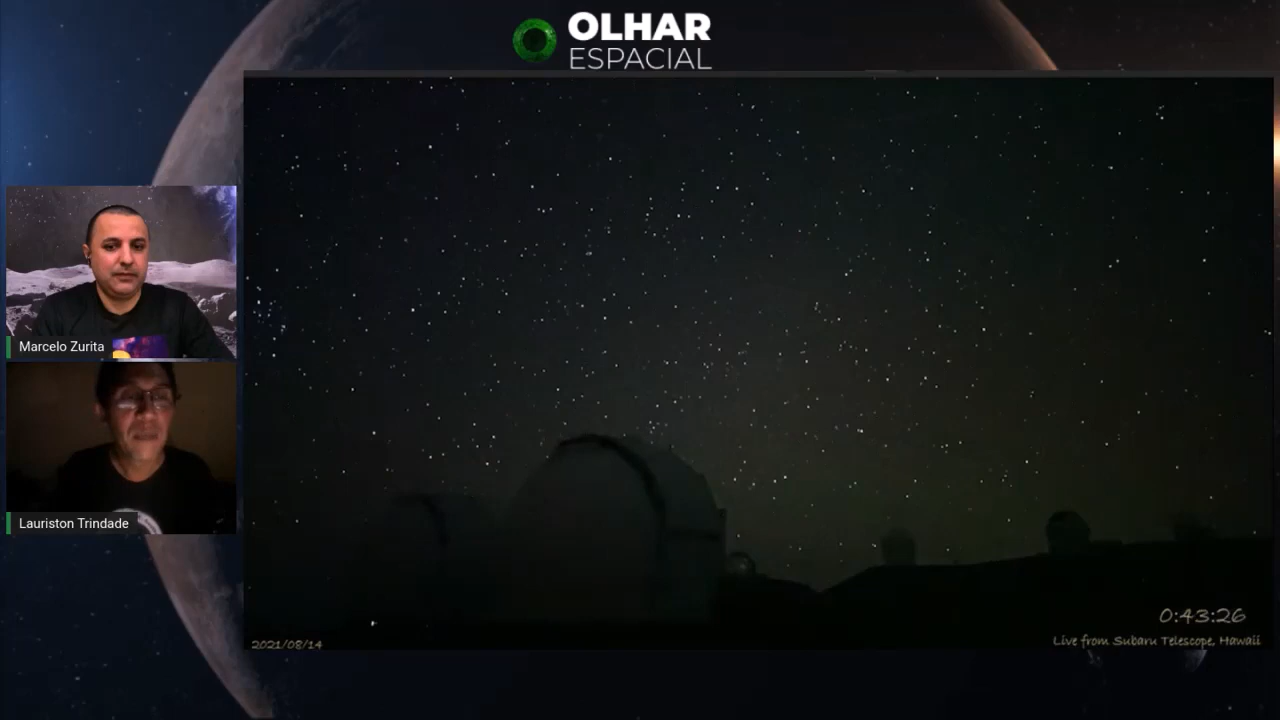 OLHAR
ESPACIAL
Marcelo Zurita
Lauriston Trindade
0:43:26
2021/08/14
Live from Subaru Telescope, Hawaii